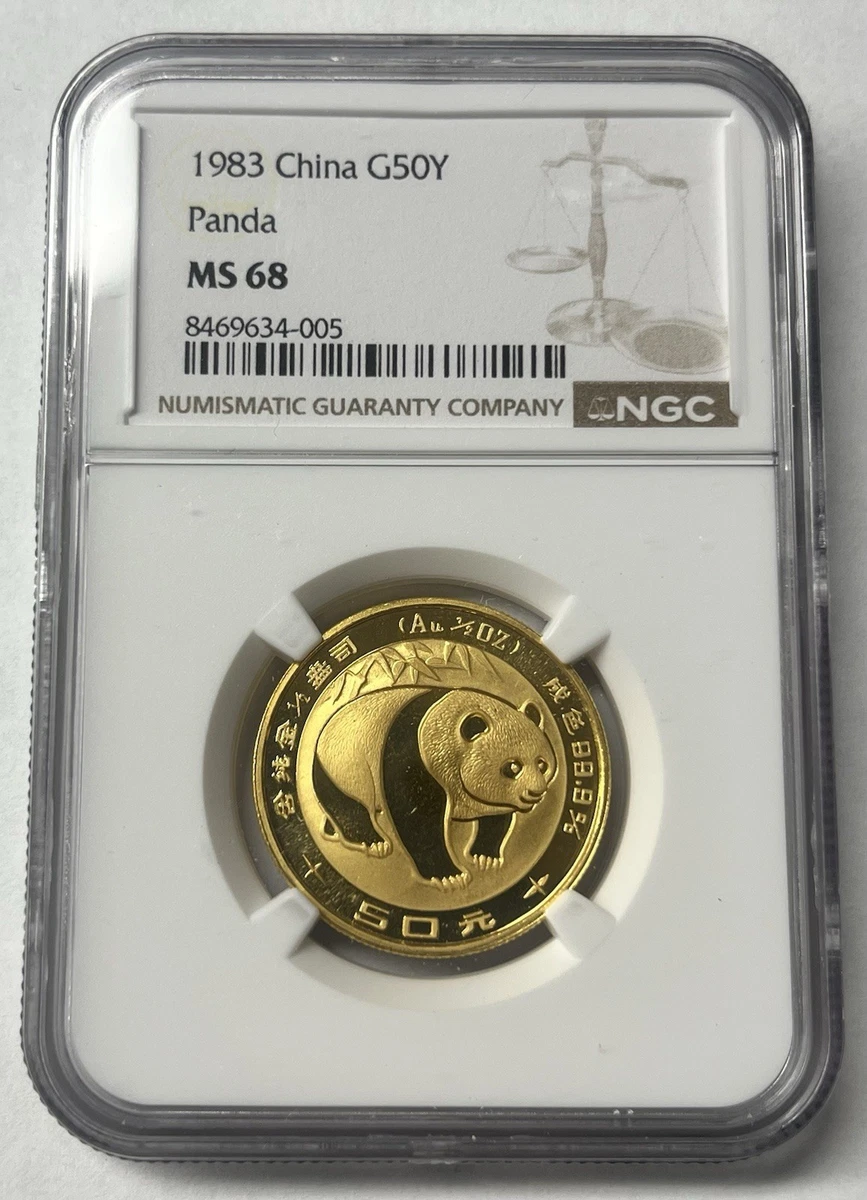 1983 China G50Y
Panda
MS 68
8469634-005
NUMISMATIC GUARANTY COMPANY
NGC
含纯金½盎司 (Au ½OZ) 成色99.9%
50元